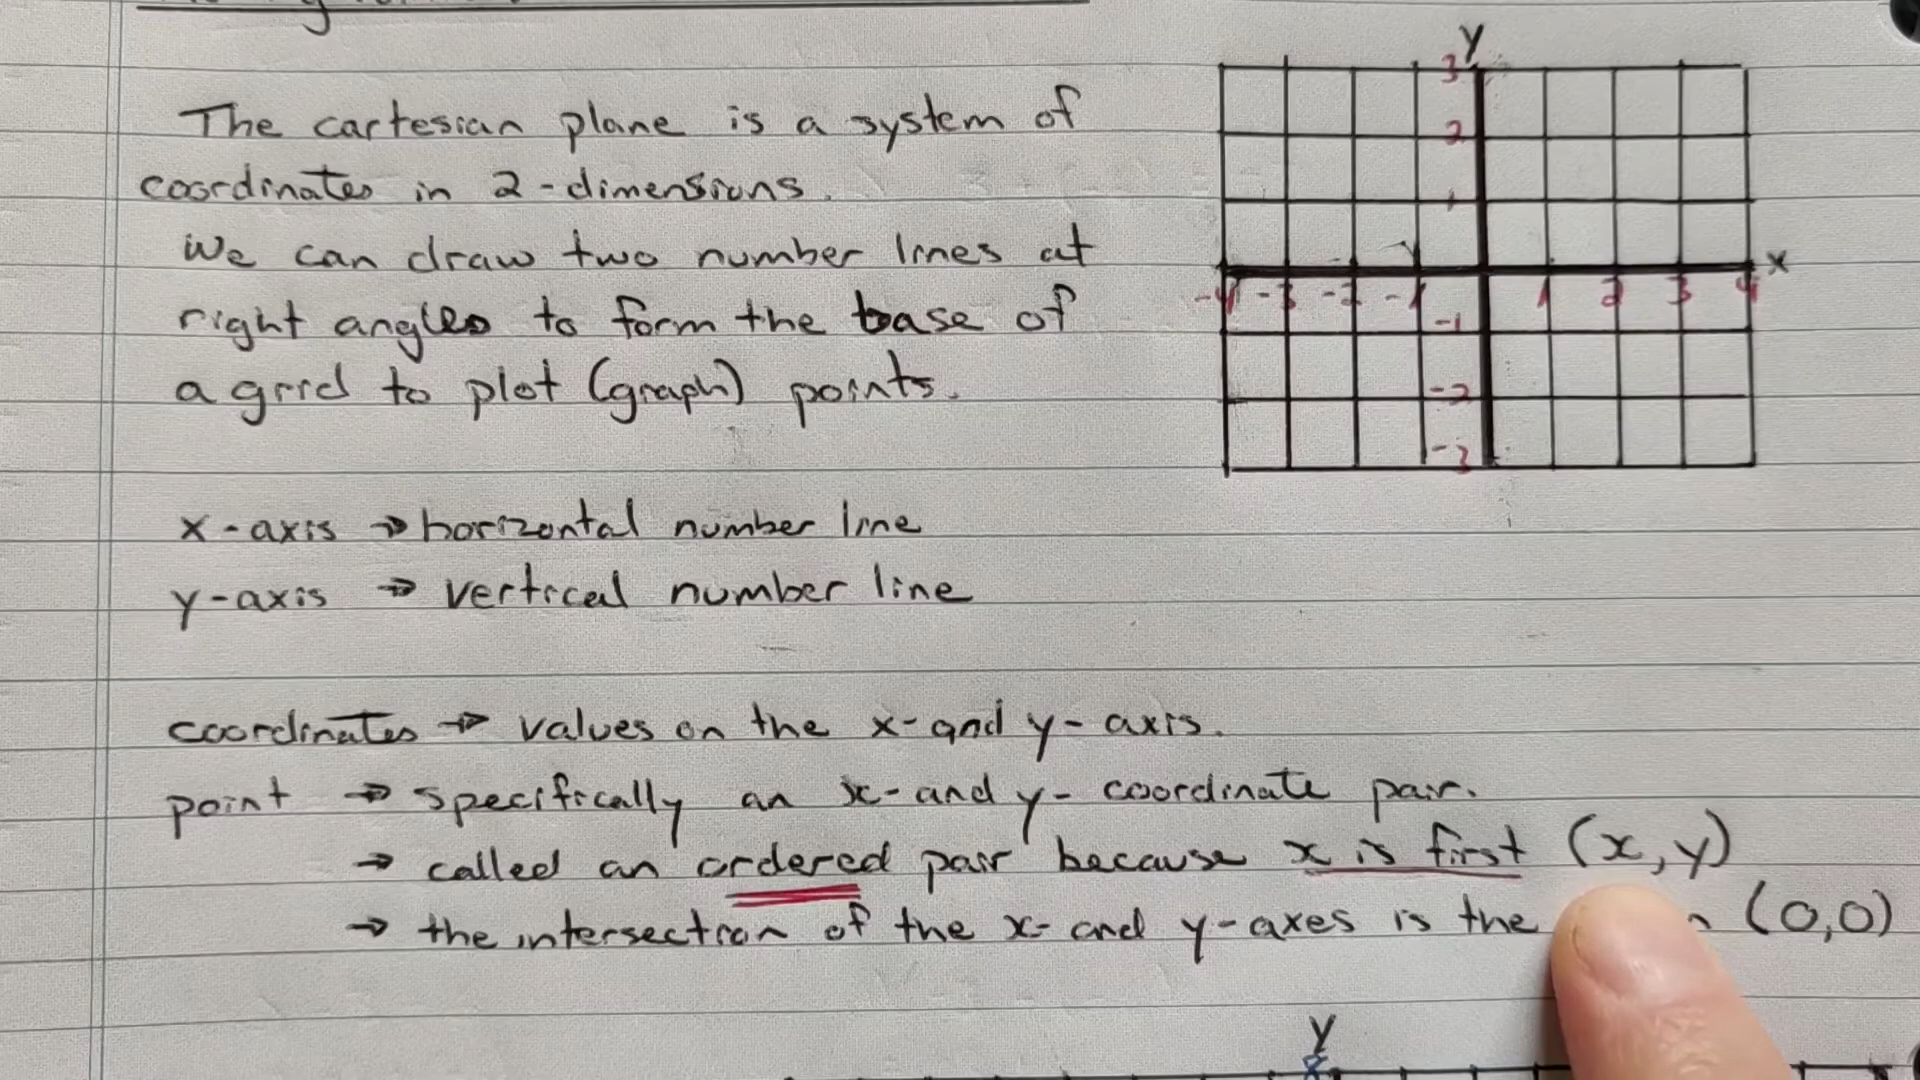 The cartesian plane is a system of
coordinates in 2-dimensions.
We can draw two number lines at
right angles to form the base of
a grid to plot (graph) points.
y
3
2
1
x
-4 -3 -2 -1 1 2 3 4
-1
-2
-3
x-axis → horizontal number line
y-axis → vertical number line
coordinates → values on the x-and y-axis.
point → specifically an x-and y-coordinate pair.
→ called an ordered pair because x is first (x,y)
→ the intersection of the x-and y-axes is the (0,0)
y
8